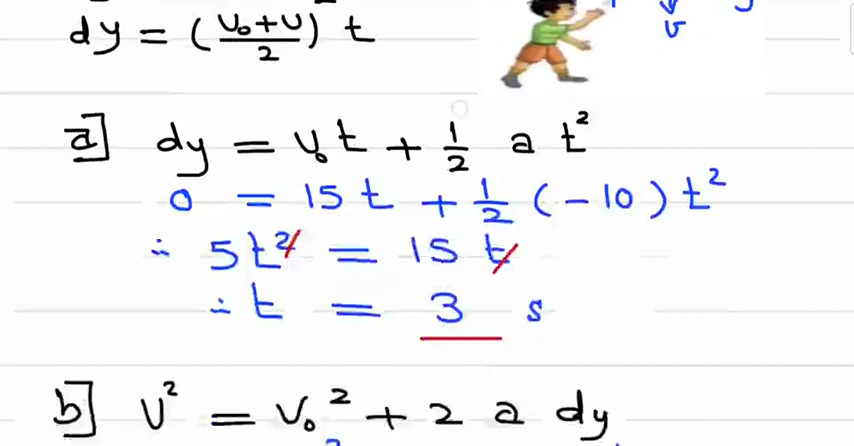 dy = (V₀+V/2) t
v
a] dy = V₀t + 1/2 a t²
0 = 15 t + 1/2 (-10) t²
∴ 5t² = 15 t
∴ t = 3 s
b] V² = V₀² + 2 a dy